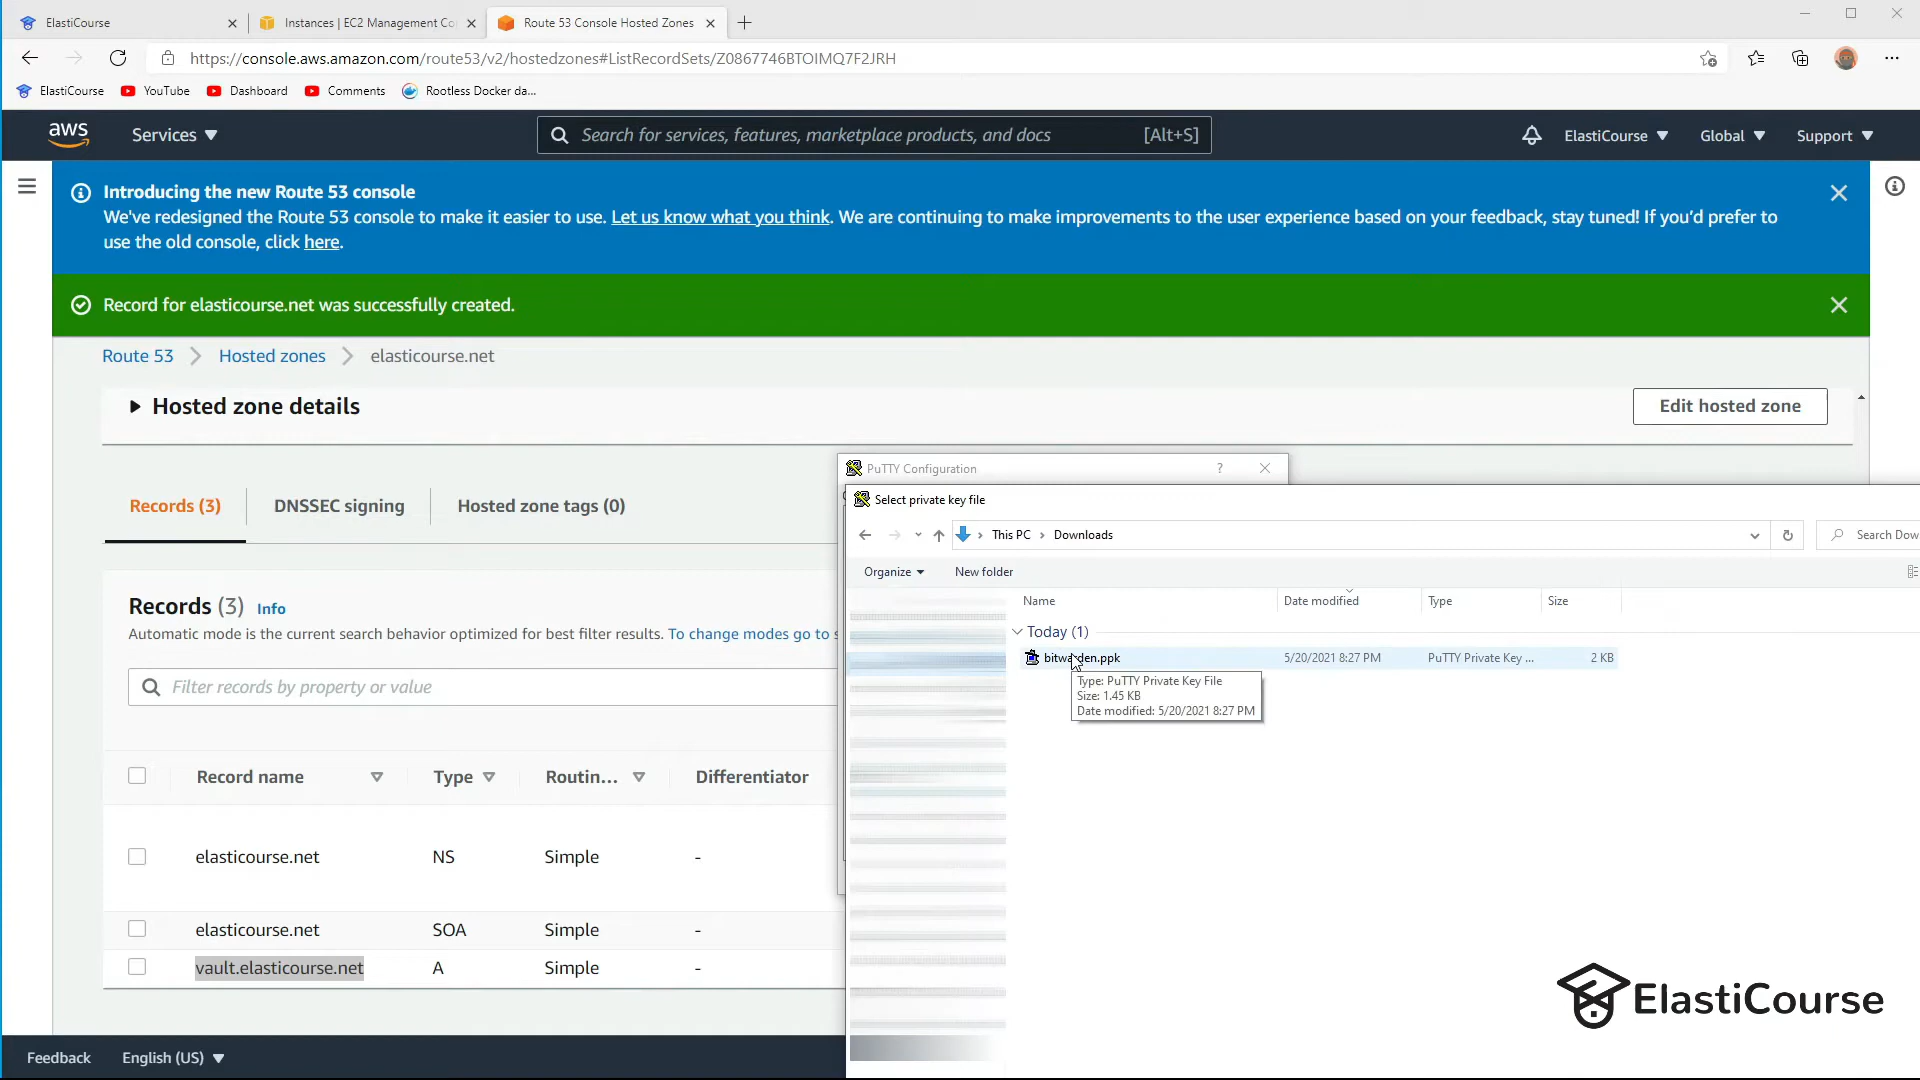 ElastiCourse
Instances | EC2 Management Co
Route 53 Console Hosted Zones
https://console.aws.amazon.com/route53/v2/hostedzones#ListRecordSets/Z0867746BTOIMQ7F2JRH
ElastiCourse
YouTube
Dashboard
Comments
Rootless Docker da...
aws
Services
Search for services, features, marketplace products, and docs
[Alt+S]
ElastiCourse
Global
Support
Introducing the new Route 53 console
We've redesigned the Route 53 console to make it easier to use. Let us know what you think. We are continuing to make improvements to the user experience based on your feedback, stay tuned! If you'd prefer to
use the old console, click here.
Record for elasticourse.net was successfully created.
Route 53
Hosted zones
elasticourse.net
Hosted zone details
Edit hosted zone
Records (3)
DNSSEC signing
Hosted zone tags (0)
Records (3) Info
Automatic mode is the current search behavior optimized for best filter results. To change modes go to s
Filter records by property or value
Record name
Type
Routin...
Differentiator
elasticourse.net NS Simple -
elasticourse.net SOA Simple -
vault.elasticourse.net A Simple -
PuTTY Configuration
?
Select private key file
This PC
Downloads
Search Dow
Organize
New folder
Name
Date modified
Type
Size
Today (1)
bitwarden.ppk 5/20/2021 8:27 PM PuTTY Private Key ... 2 KB
Type: PuTTY Private Key File
Size: 1.45 KB
Date modified: 5/20/2021 8:27 PM
ElastiCourse
Feedback
English (US)